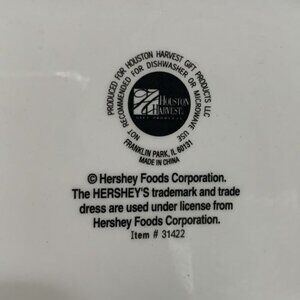 PRODUCED FOR HOUSTON HARVEST GIFT PRODUCTS LLC
NOT RECOMMENDED FOR DISHWASHER OR MICROWAVE USE
HOUSTON
HARVEST
GIFT PRODUCTS
FRANKLIN PARK, IL 60131
MADE IN CHINA
© Hershey Foods Corporation.
The HERSHEY'S trademark and trade
dress are used under license from
Hershey Foods Corporation.
Item # 31422